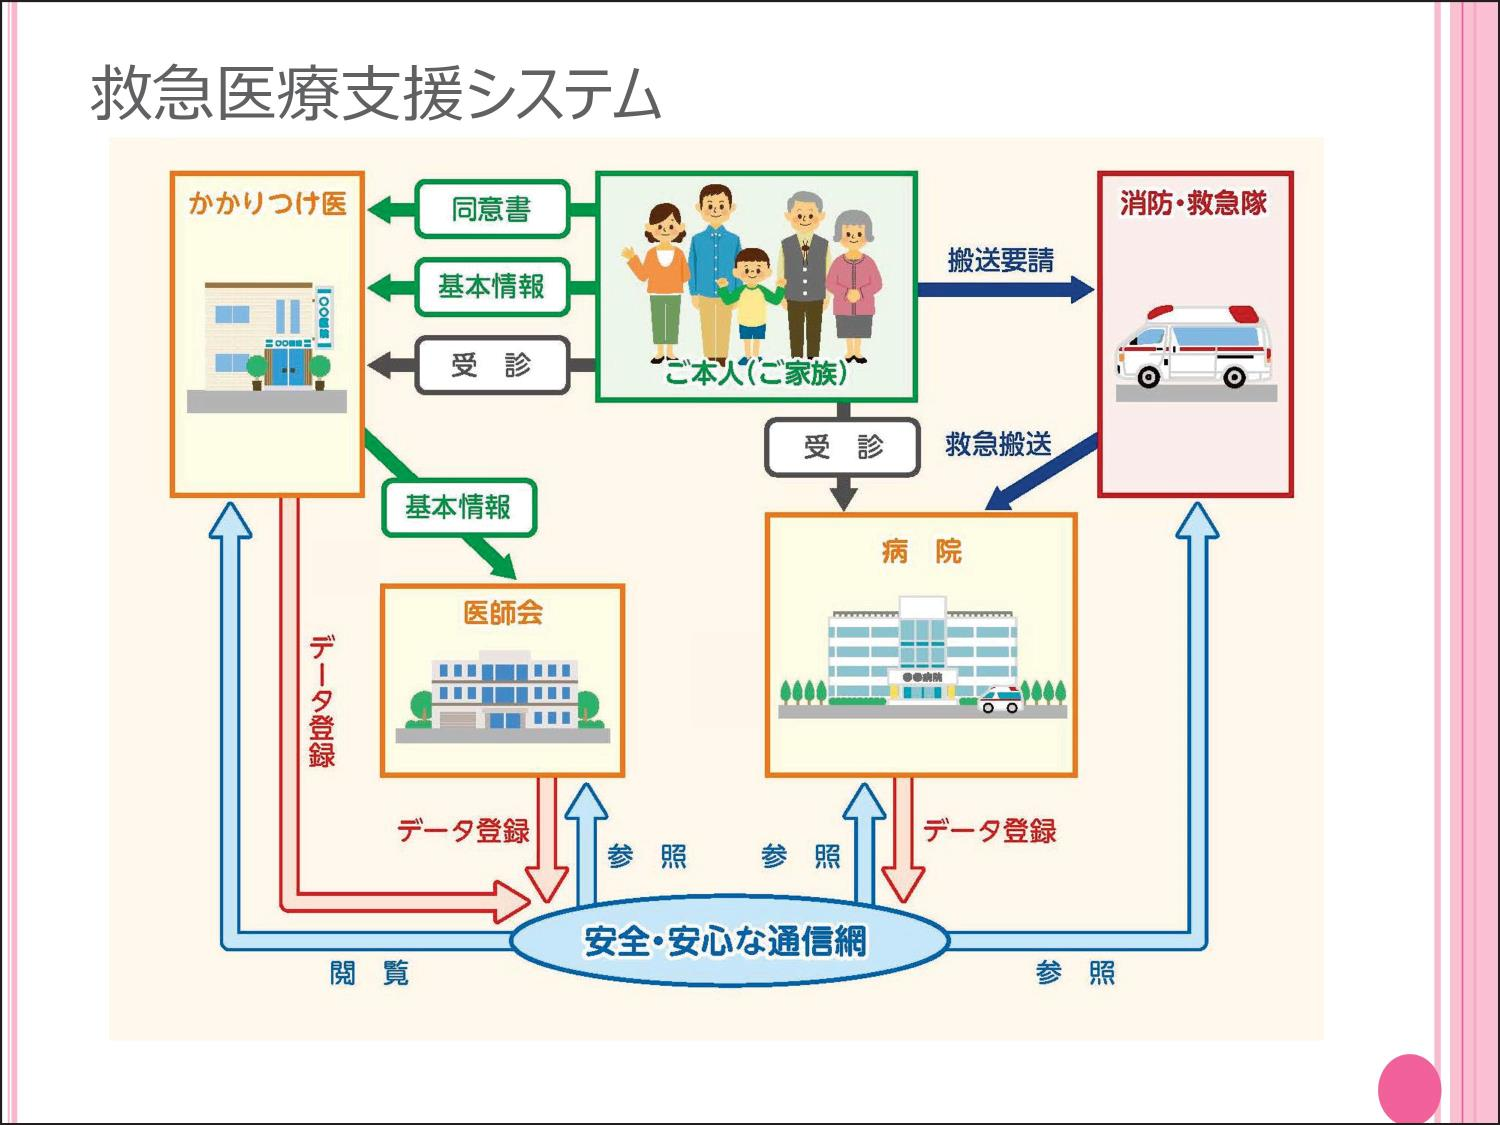 救急医療支援システム
かかりつけ医
同意書
基本情報
受 診
ご本人(ご家族)
搬送要請
消防・救急隊
受 診
救急搬送
基本情報
医師会
病 院
病院
データ登録
データ登録
参 照
参 照
データ登録
安全・安心な通信網
閲 覧
参 照